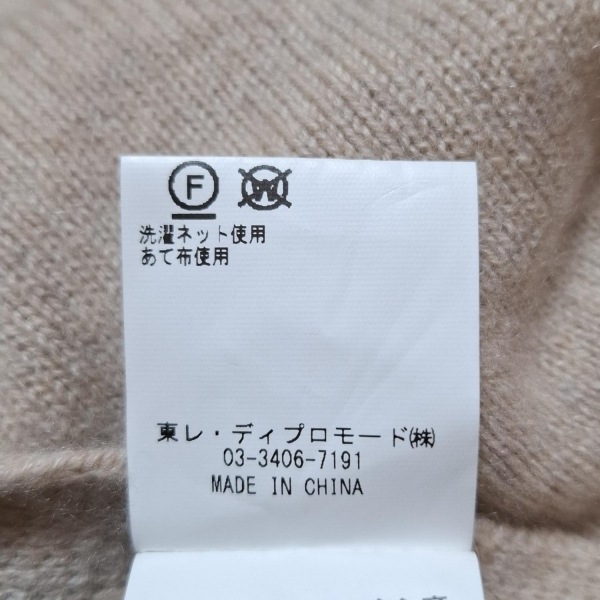 F W
洗濯ネット使用
あて布使用
東レ・ディプロモード㈱
03-3406-7191
MADE IN CHINA